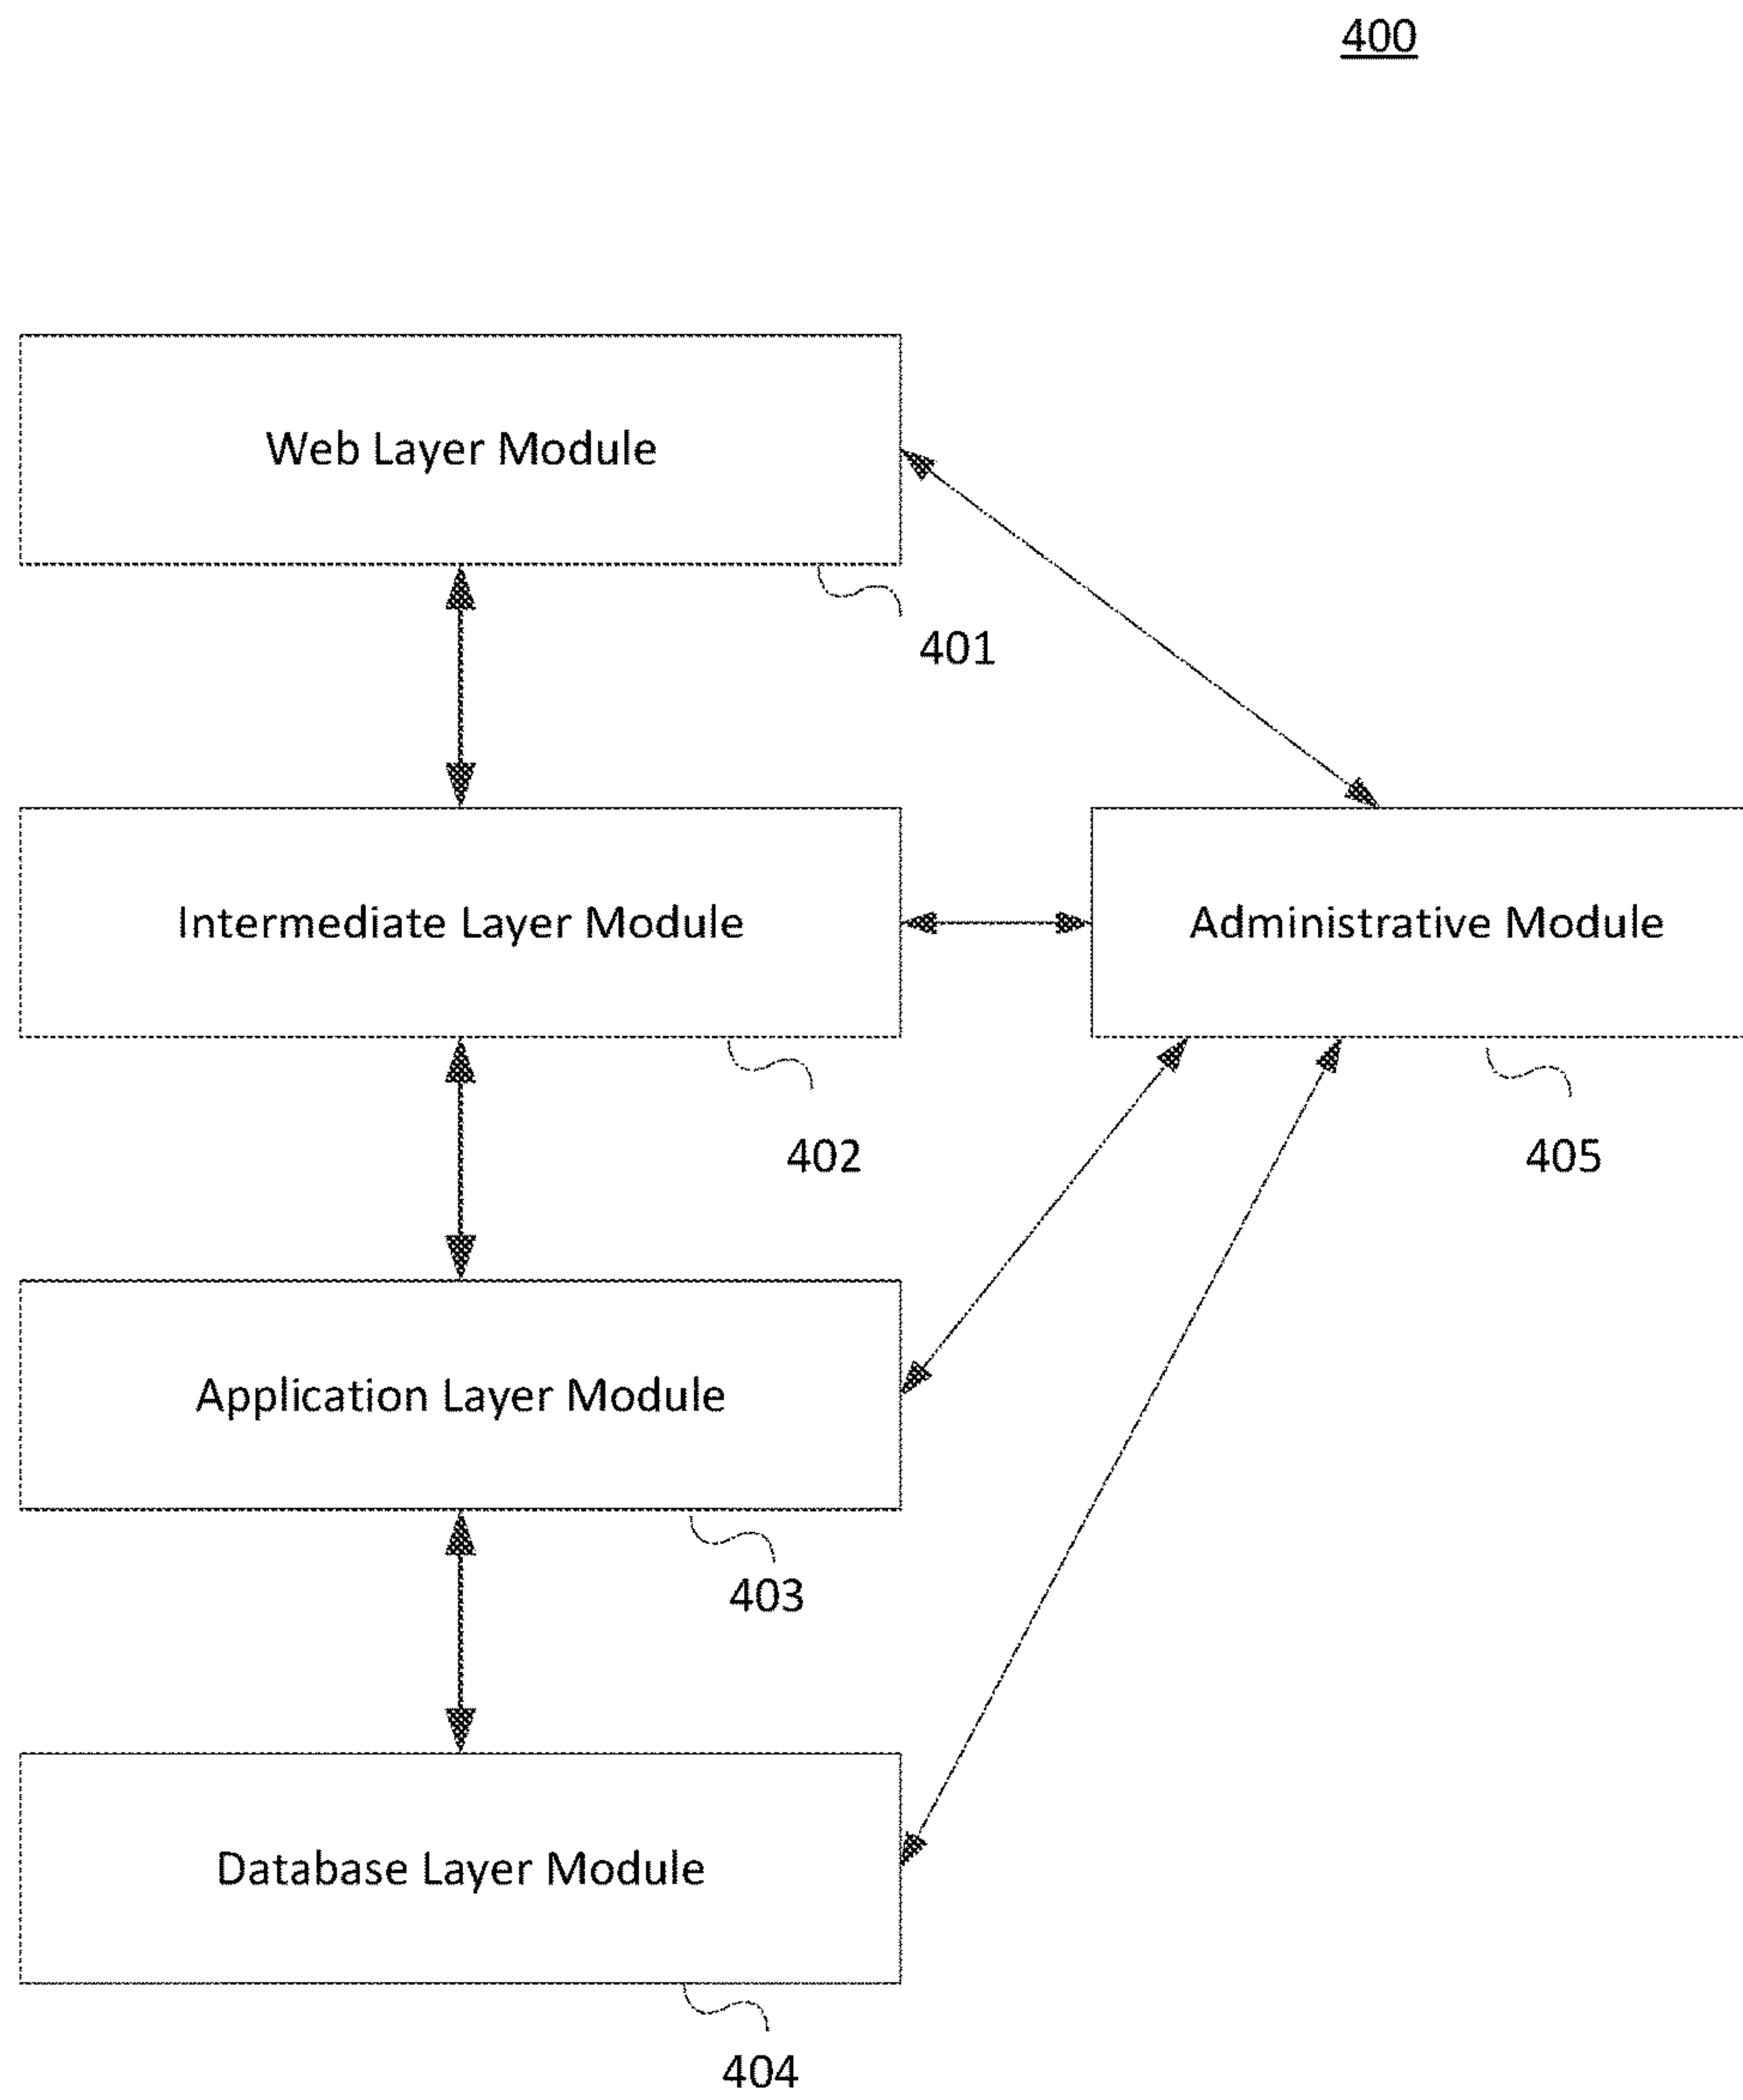 400
Web Layer Module
401
Intermediate Layer Module
Administrative Module
402
405
Application Layer Module
403
Database Layer Module
404